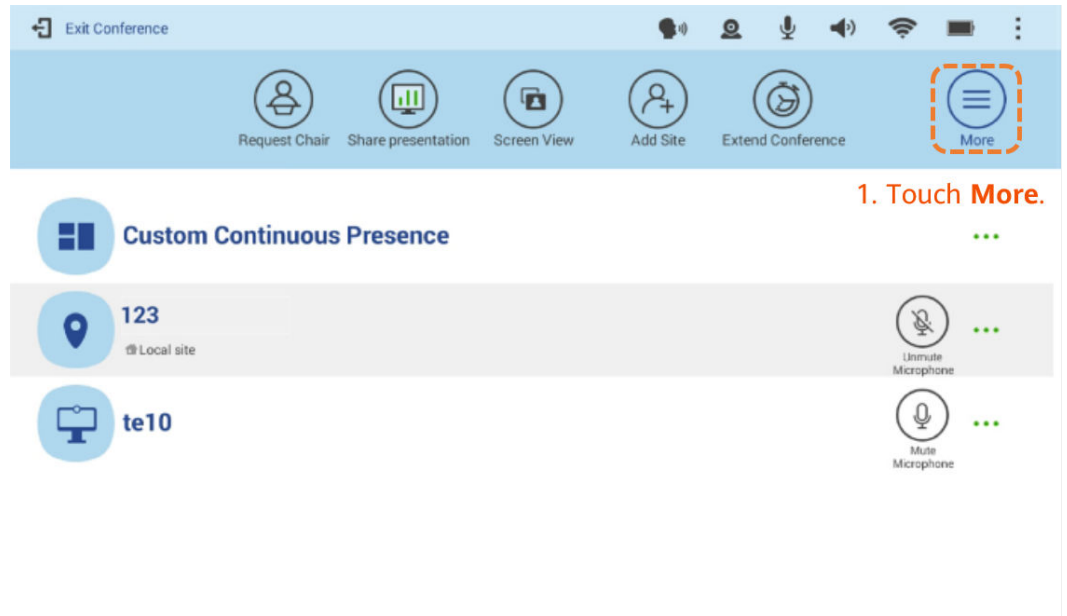 Exit Conference
Request Chair
Share presentation
Screen View
Add Site
Extend Conference
More
1. Touch More.
Custom Continuous Presence
123
Local site
Unmute
Microphone
te10
Mute
Microphone